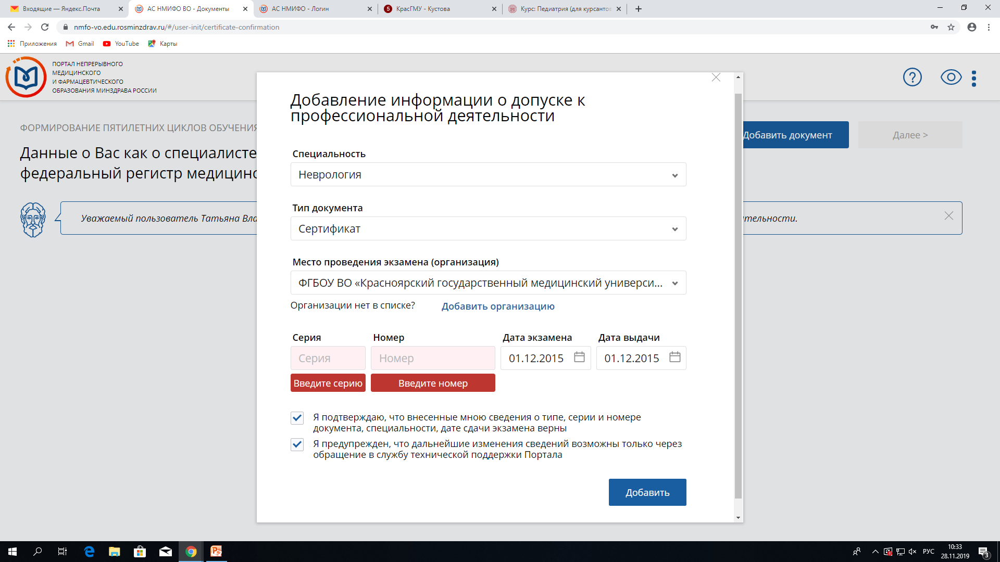 Входящие — Яндекс.Почта
АС НМИФО ВО - Документы
АС НМИФО - Логин
КрасГМУ - Кустова
Курс: Педиатрия (для курсантов
nmfo-vo.edu.rosminzdrav.ru/#/user-init/certificate-confirmation
Приложения
Gmail
YouTube
Карты
ПОРТАЛ НЕПРЕРЫВНОГО
МЕДИЦИНСКОГО
И ФАРМАЦЕВТИЧЕСКОГО
ОБРАЗОВАНИЯ МИНЗДРАВА РОССИИ
ФОРМИРОВАНИЕ ПЯТИЛЕТНИХ ЦИКЛОВ ОБУЧЕНИЯ
Данные о Вас как о специалисте
федеральный регистр медицинс
Добавить документ
Далее >
Уважаемый пользователь Татьяна Вла
тельности.
Добавление информации о допуске к
профессиональной деятельности
Специальность
Неврология
Тип документа
Сертификат
Место проведения экзамена (организация)
ФГБОУ ВО «Красноярский государственный медицинский универси...
Организации нет в списке?
Добавить организацию
Серия
Номер
Дата экзамена
Дата выдачи
Серия
Номер
01.12.2015
01.12.2015
Введите серию
Введите номер
Я подтверждаю, что внесенные мною сведения о типе, серии и номере
документа, специальности, дате сдачи экзамена верны
Я предупрежден, что дальнейшие изменения сведений возможны только через
обращение в службу технической поддержки Портала
Добавить
РУС
10:33
28.11.2019
3